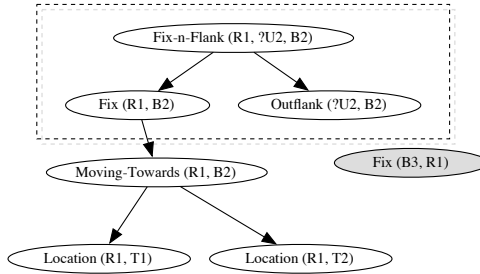 Fix-n-Flank (R1, ?U2, B2)
Fix (R1, B2)
Outflank (?U2, B2)
Moving-Towards (R1, B2)
Fix (B3, R1)
Location (R1, T1)
Location (R1, T2)